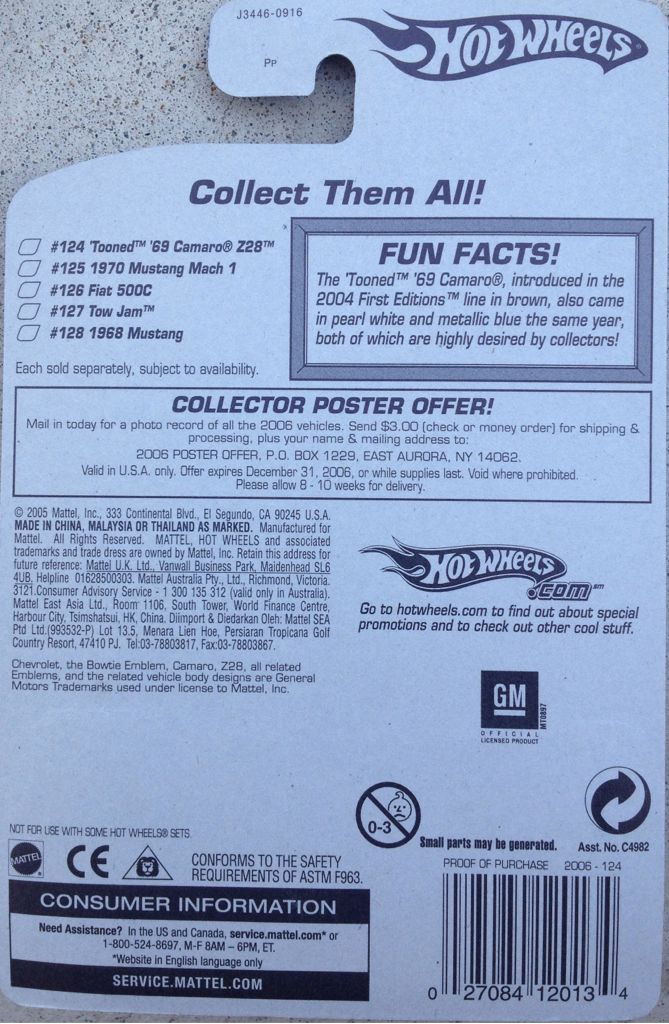 J3446-0916
Pp
HOT WHEELS
Collect Them All!
#124 'Tooned™ '69 Camaro® Z28™
#125 1970 Mustang Mach 1
#126 Fiat 500C
#127 Tow Jam™
#128 1968 Mustang
Each sold separately, subject to availability.
FUN FACTS!
The 'Tooned™ '69 Camaro®, introduced in the
2004 First Editions™ line in brown, also came
in pearl white and metallic blue the same year,
both of which are highly desired by collectors!
COLLECTOR POSTER OFFER!
Mail in today for a photo record of all the 2006 vehicles. Send $3.00 (check or money order) for shipping &
processing, plus your name & mailing address to:
2006 POSTER OFFER, P.O. BOX 1229, EAST AURORA, NY 14062.
Valid in U.S.A. only. Offer expires December 31, 2006, or while supplies last. Void where prohibited.
Please allow 8 - 10 weeks for delivery.
© 2005 Mattel, Inc., 333 Continental Blvd., El Segundo, CA 90245 U.S.A.
MADE IN CHINA, MALAYSIA OR THAILAND AS MARKED. Manufactured for
Mattel. All Rights Reserved. MATTEL, HOT WHEELS and associated
trademarks and trade dress are owned by Mattel, Inc. Retain this address for
future reference: Mattel U.K. Ltd., Vanwall Business Park, Maidenhead SL6
4UB. Helpline 01628500303. Mattel Australia Pty., Ltd., Richmond, Victoria.
3121.Consumer Advisory Service - 1 300 135 312 (valid only in Australia).
Mattel East Asia Ltd., Room 1106, South Tower, World Finance Centre,
Harbour City, Tsimshatsui, HK, China. Diimport & Diedarkan Oleh: Mattel SEA
Ptd Ltd.(993532-P) Lot 13.5, Menara Lien Hoe, Persiaran Tropicana Golf
Country Resort, 47410 PJ. Tel:03-78803817, Fax:03-78803867.
Chevrolet, the Bowtie Emblem, Camaro, Z28, all related
Emblems, and the related vehicle body designs are General
Motors Trademarks used under license to Mattel, Inc.
HOT WHEELS
.COM℠
Go to hotwheels.com to find out about special
promotions and to check out other cool stuff.
GM
OFFICIAL
LICENSED PRODUCT
MT0897
0-3
Small parts may be generated.
Asst. No. C4982
NOT FOR USE WITH SOME HOT WHEELS® SETS.
MATTEL
CE
CONFORMS TO THE SAFETY
REQUIREMENTS OF ASTM F963.
CONSUMER INFORMATION
Need Assistance? In the US and Canada, service.mattel.com* or
1-800-524-8697, M-F 8AM – 6PM, ET.
*Website in English language only
SERVICE.MATTEL.COM
PROOF OF PURCHASE 2006 - 124
0 27084 12013 4